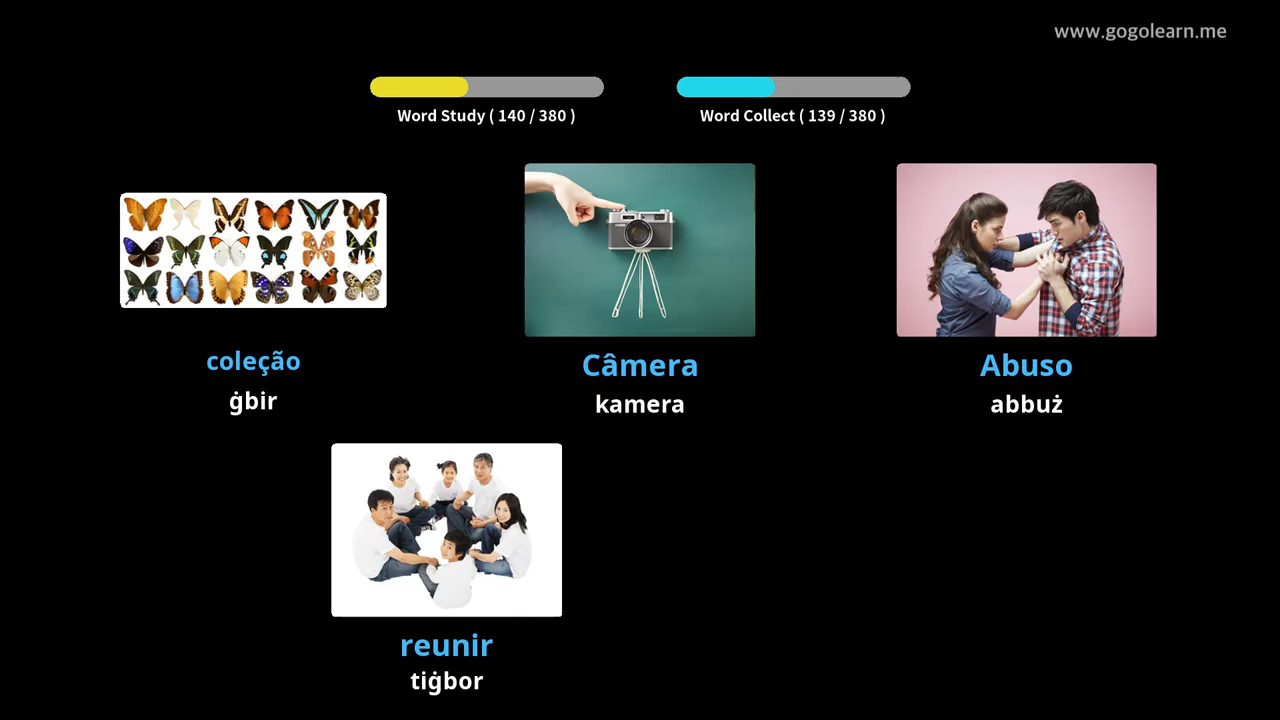 www.gogolearn.me
Word Study ( 140 / 380 )
Word Collect ( 139 / 380 )
coleção
ġbir
Câmera
kamera
Abuso
abbuż
reunir
tiġbor